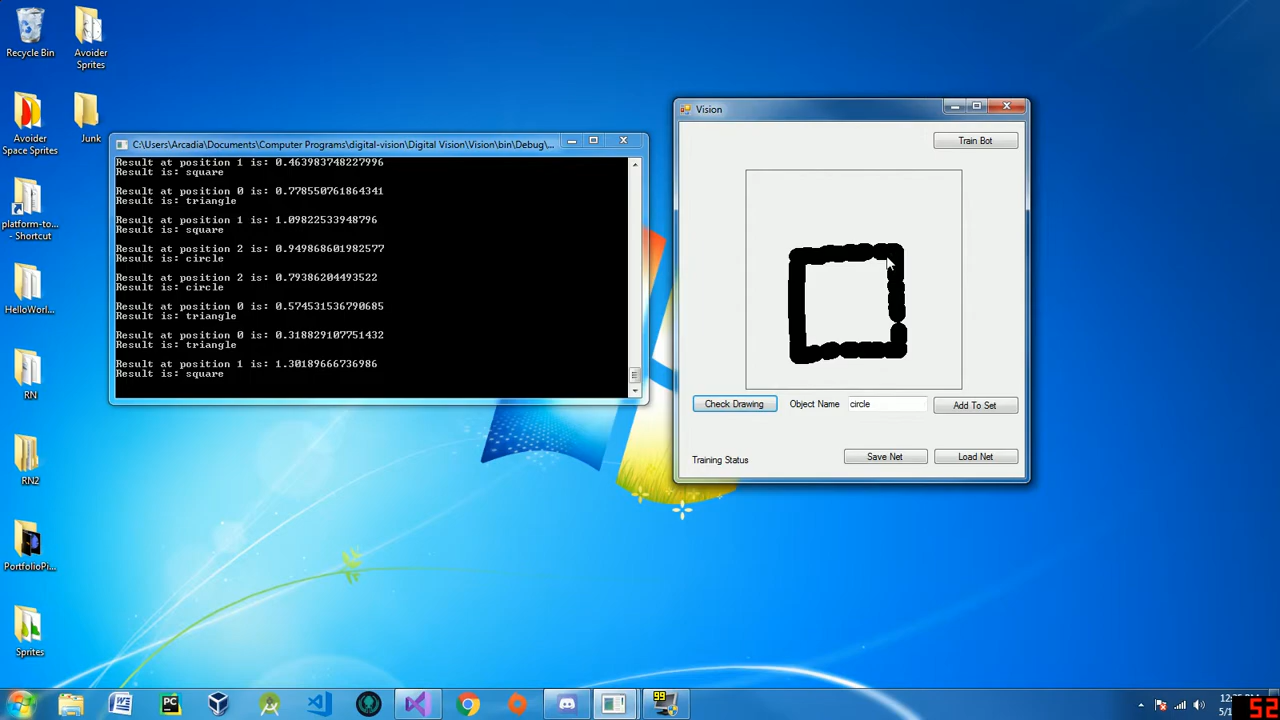 Recycle Bin
Avoider
Sprites
Avoider
Space Sprites
Junk
platform-to...
- Shortcut
HelloWorl...
RN
RN2
PortfolioPi...
Sprites
C:\Users\Arcadia\Documents\Computer Programs\digital-vision\Digital Vision\Vision\bin\Debug\...
Result at position 1 is: 0.463983748227996
Result is: square
Result at position 0 is: 0.778550761864341
Result is: triangle
Result at position 1 is: 1.09822533948796
Result is: square
Result at position 2 is: 0.949868601982577
Result is: circle
Result at position 2 is: 0.79386204493522
Result is: circle
Result at position 0 is: 0.574531536790685
Result is: triangle
Result at position 0 is: 0.318829107751432
Result is: triangle
Result at position 1 is: 1.30189666736986
Result is: square
Vision
Train Bot
Check Drawing
Object Name
circle
Add To Set
Training Status
Save Net
Load Net
PC
99
52